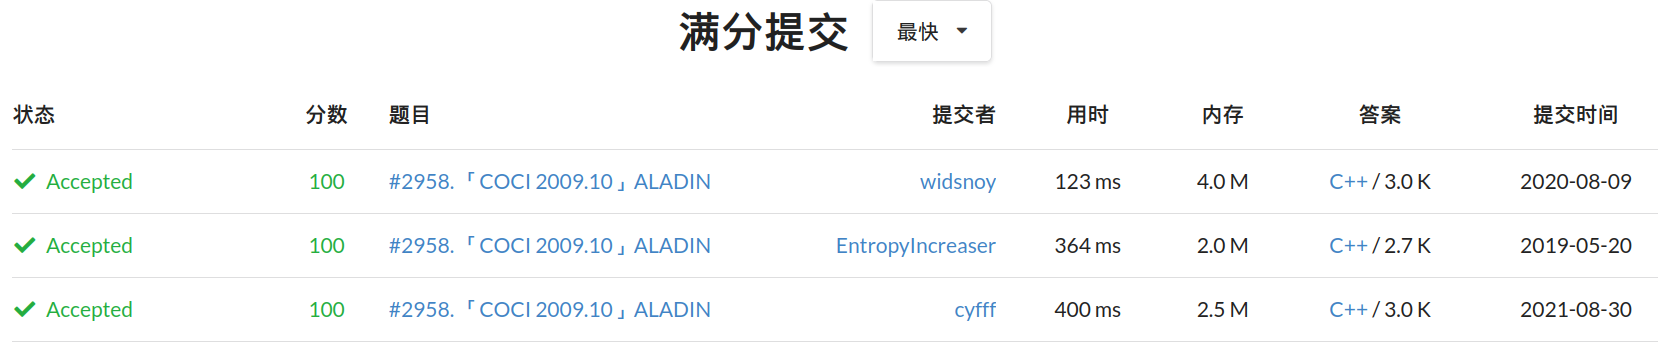 满分提交 最快
状态 分数 题目 提交者 用时 内存 答案 提交时间
Accepted 100 #2958.「COCI 2009.10」ALADIN widsnoy 123 ms 4.0 M C++ / 3.0 K 2020-08-09
Accepted 100 #2958.「COCI 2009.10」ALADIN EntropyIncreaser 364 ms 2.0 M C++ / 2.7 K 2019-05-20
Accepted 100 #2958.「COCI 2009.10」ALADIN cyfff 400 ms 2.5 M C++ / 3.0 K 2021-08-30